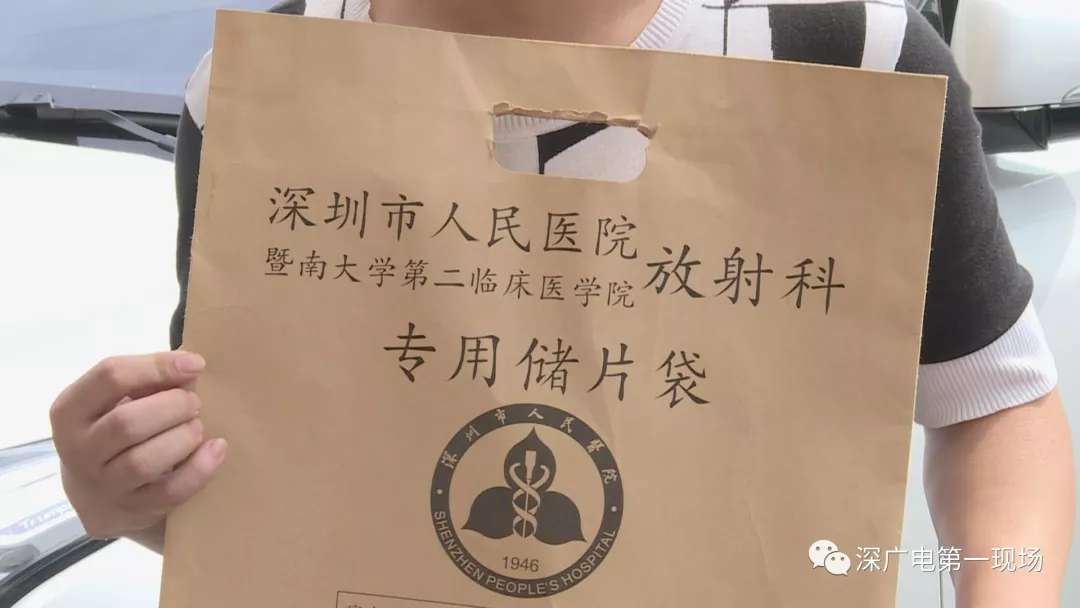 深圳市人民医院
暨南大学第二临床医学院
放射科
专用储片袋
深圳市人民醫院
1946
SHENZHEN PEOPLE'S HOSPITAL
深广电第一现场